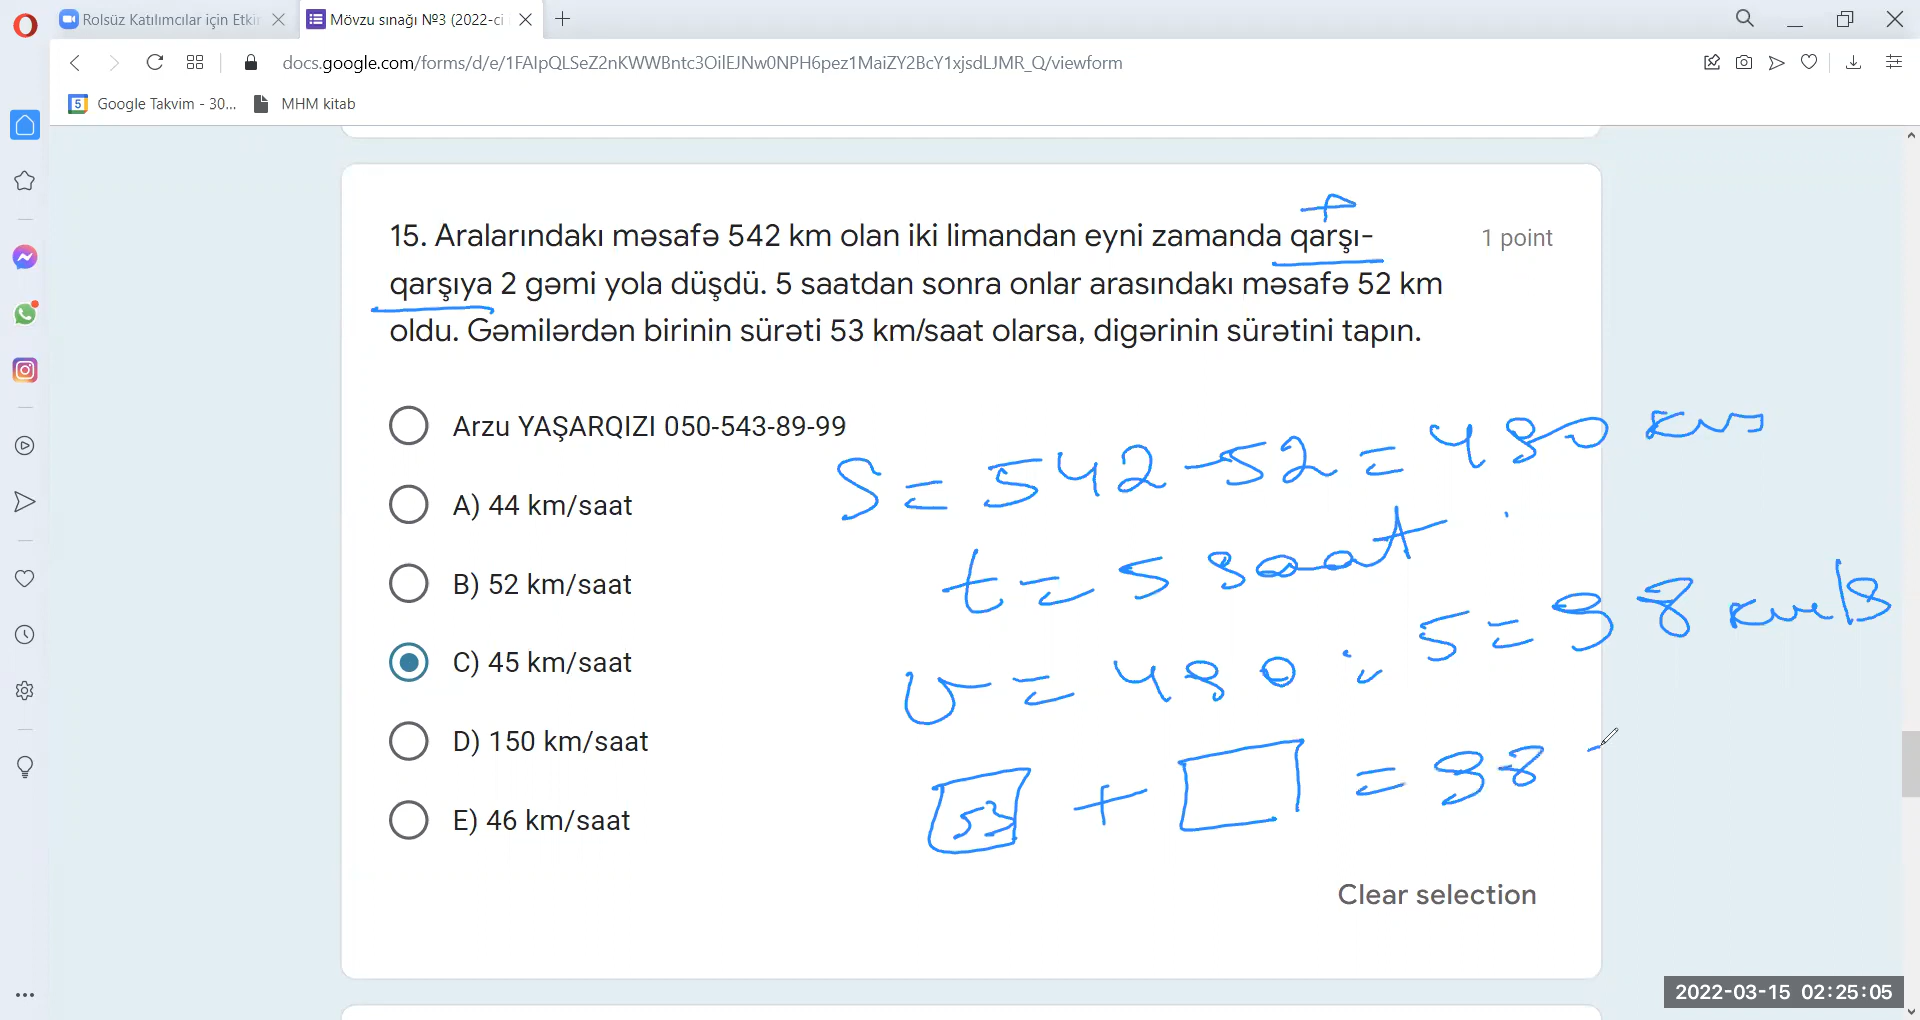 Rolsüz Katılımcılar için Etki
Mövzu sınağı №3 (2022-ci
docs.google.com/forms/d/e/1FAIpQLSeZ2nKWWBntc3OilEJNw0NPH6pez1MaiZY2BcY1xjsdLJMR_Q/viewform
Google Takvim - 30...
MHM kitab
15. Aralarındakı məsafə 542 km olan iki limandan eyni zamanda qarşı-
qarşıya 2 gəmi yola düşdü. 5 saatdan sonra onlar arasındakı məsafə 52 km
oldu. Gəmilərdən birinin sürəti 53 km/saat olarsa, digərinin sürətini tapın.
1 point
+
Arzu YAŞARQIZI 050-543-89-99
A) 44 km/saat
B) 52 km/saat
C) 45 km/saat
D) 150 km/saat
E) 46 km/saat
S = 542 - 52 = 490 km
t = 5 saat
v = 490 : 5 = 98 km/s
53 + = 98 -
Clear selection
2022-03-15 02:25:05